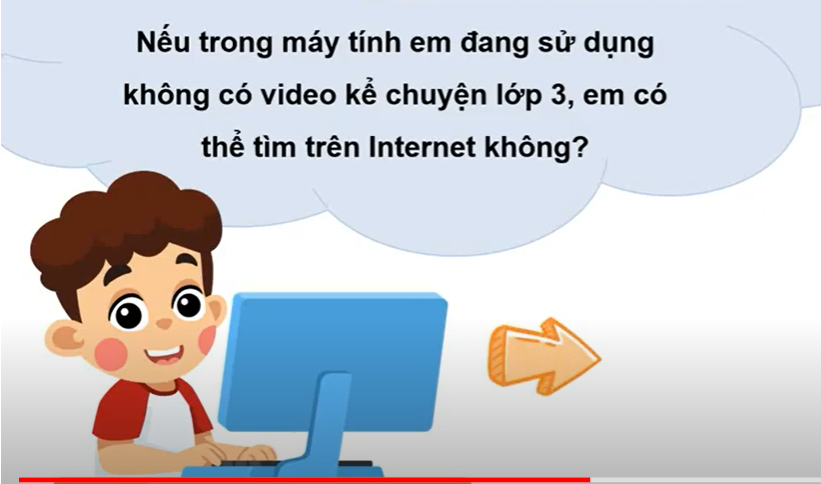 Nếu trong máy tính em đang sử dụng
không có video kể chuyện lớp 3, em có
thể tìm trên Internet không?